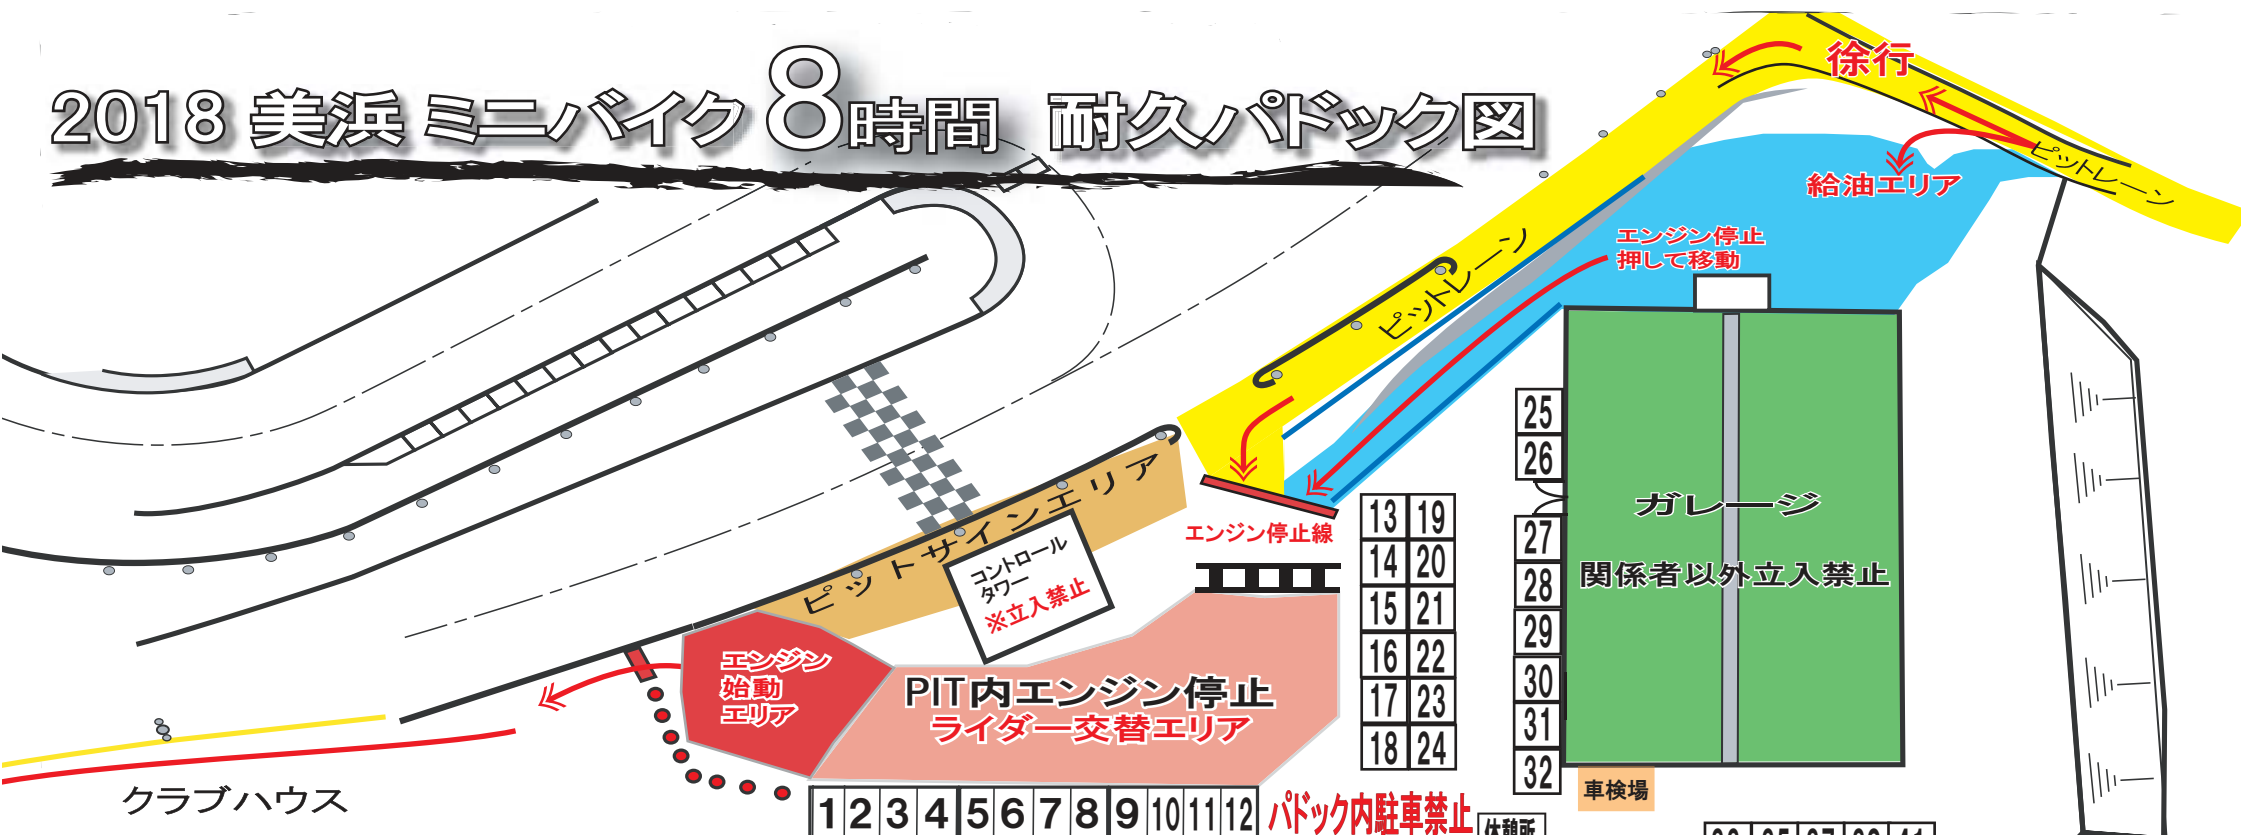 2018 美浜 ミニバイク 8時間 耐久パドック図
徐行
ピットレーン
給油エリア
エンジン停止
押して移動
ピットレーン
ピットサインエリア
コントロール
タワー
※立入禁止
エンジン停止線
13 19
14 20
15 21
16 22
17 23
18 24
25
26
27
28
29
30
31
32
ガレージ
関係者以外立入禁止
エンジン
始動
エリア
PIT内エンジン停止
ライダー交替エリア
クラブハウス
1 2 3 4 5 6 7 8 9 10 11 12
パドック内駐車禁止
休憩所
車検場